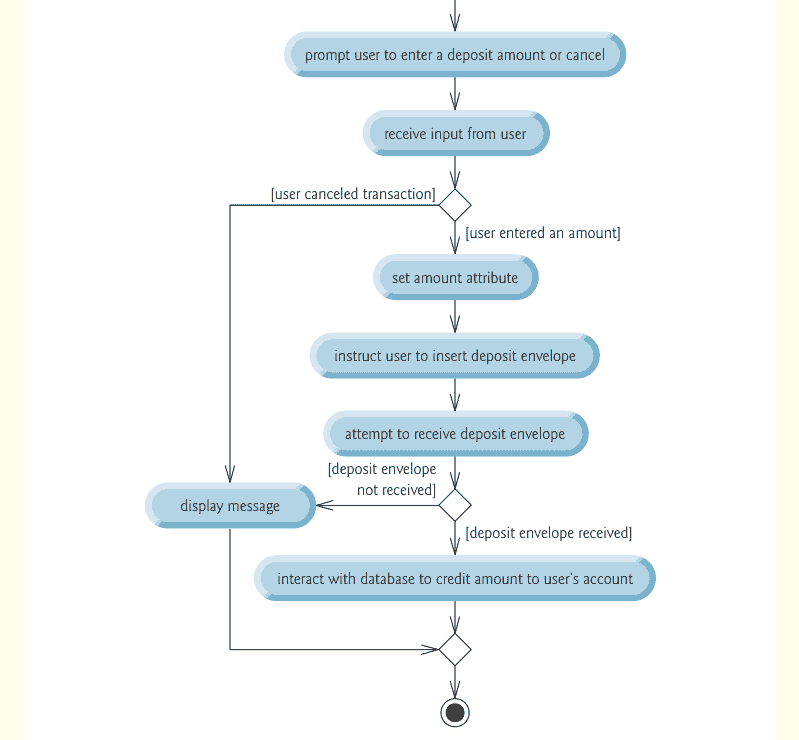 prompt user to enter a deposit amount or cancel
receive input from user
[user canceled transaction]
[user entered an amount]
set amount attribute
instruct user to insert deposit envelope
attempt to receive deposit envelope
[deposit envelope
not received]
display message
[deposit envelope received]
interact with database to credit amount to user's account